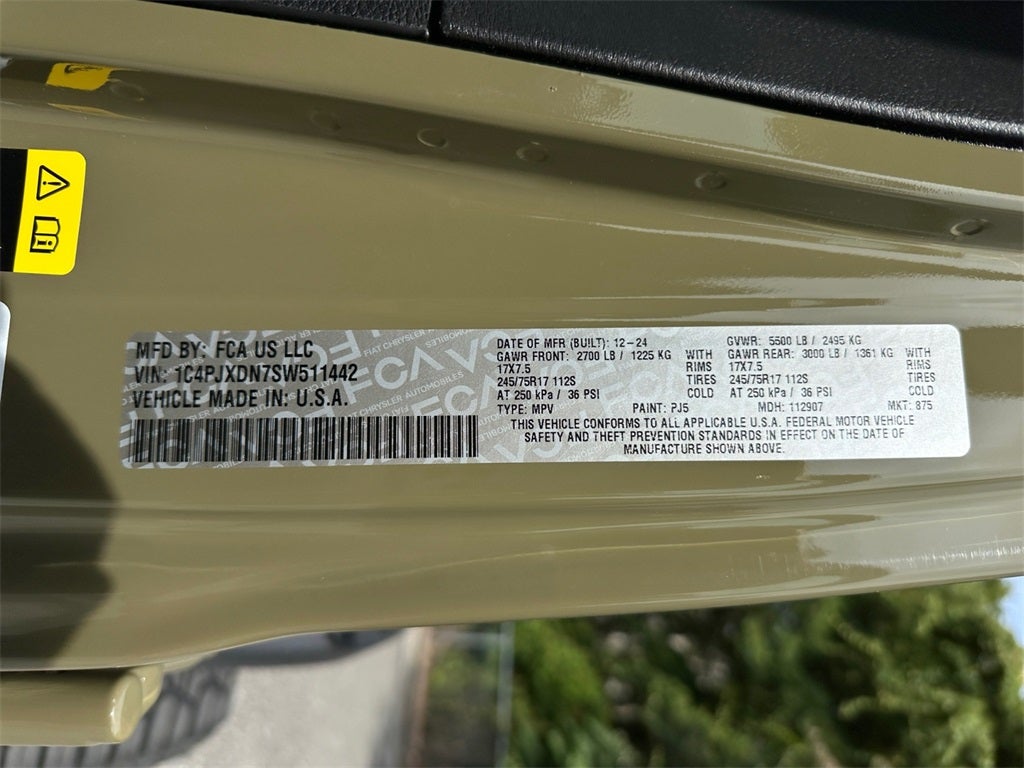 MFD BY: FCA US LLC
VIN: 1C4PJXDN7SW511442
VEHICLE MADE IN: U.S.A.
DATE OF MFR (BUILT): 12-24 GVWR: 5500 LB / 2495 KG
GAWR FRONT: 2700 LB / 1225 KG WITH GAWR REAR: 3000 LB / 1361 KG WITH
17X7.5 RIMS 17X7.5 RIMS
245/75R17 112S TIRES 245/75R17 112S TIRES
AT 250 kPa / 36 PSI COLD AT 250 kPa / 36 PSI COLD
TYPE: MPV PAINT: PJ5 MDH: 112907 MKT: 875
THIS VEHICLE CONFORMS TO ALL APPLICABLE U.S.A. FEDERAL MOTOR VEHICLE
SAFETY AND THEFT PREVENTION STANDARDS IN EFFECT ON THE DATE OF
MANUFACTURE SHOWN ABOVE.